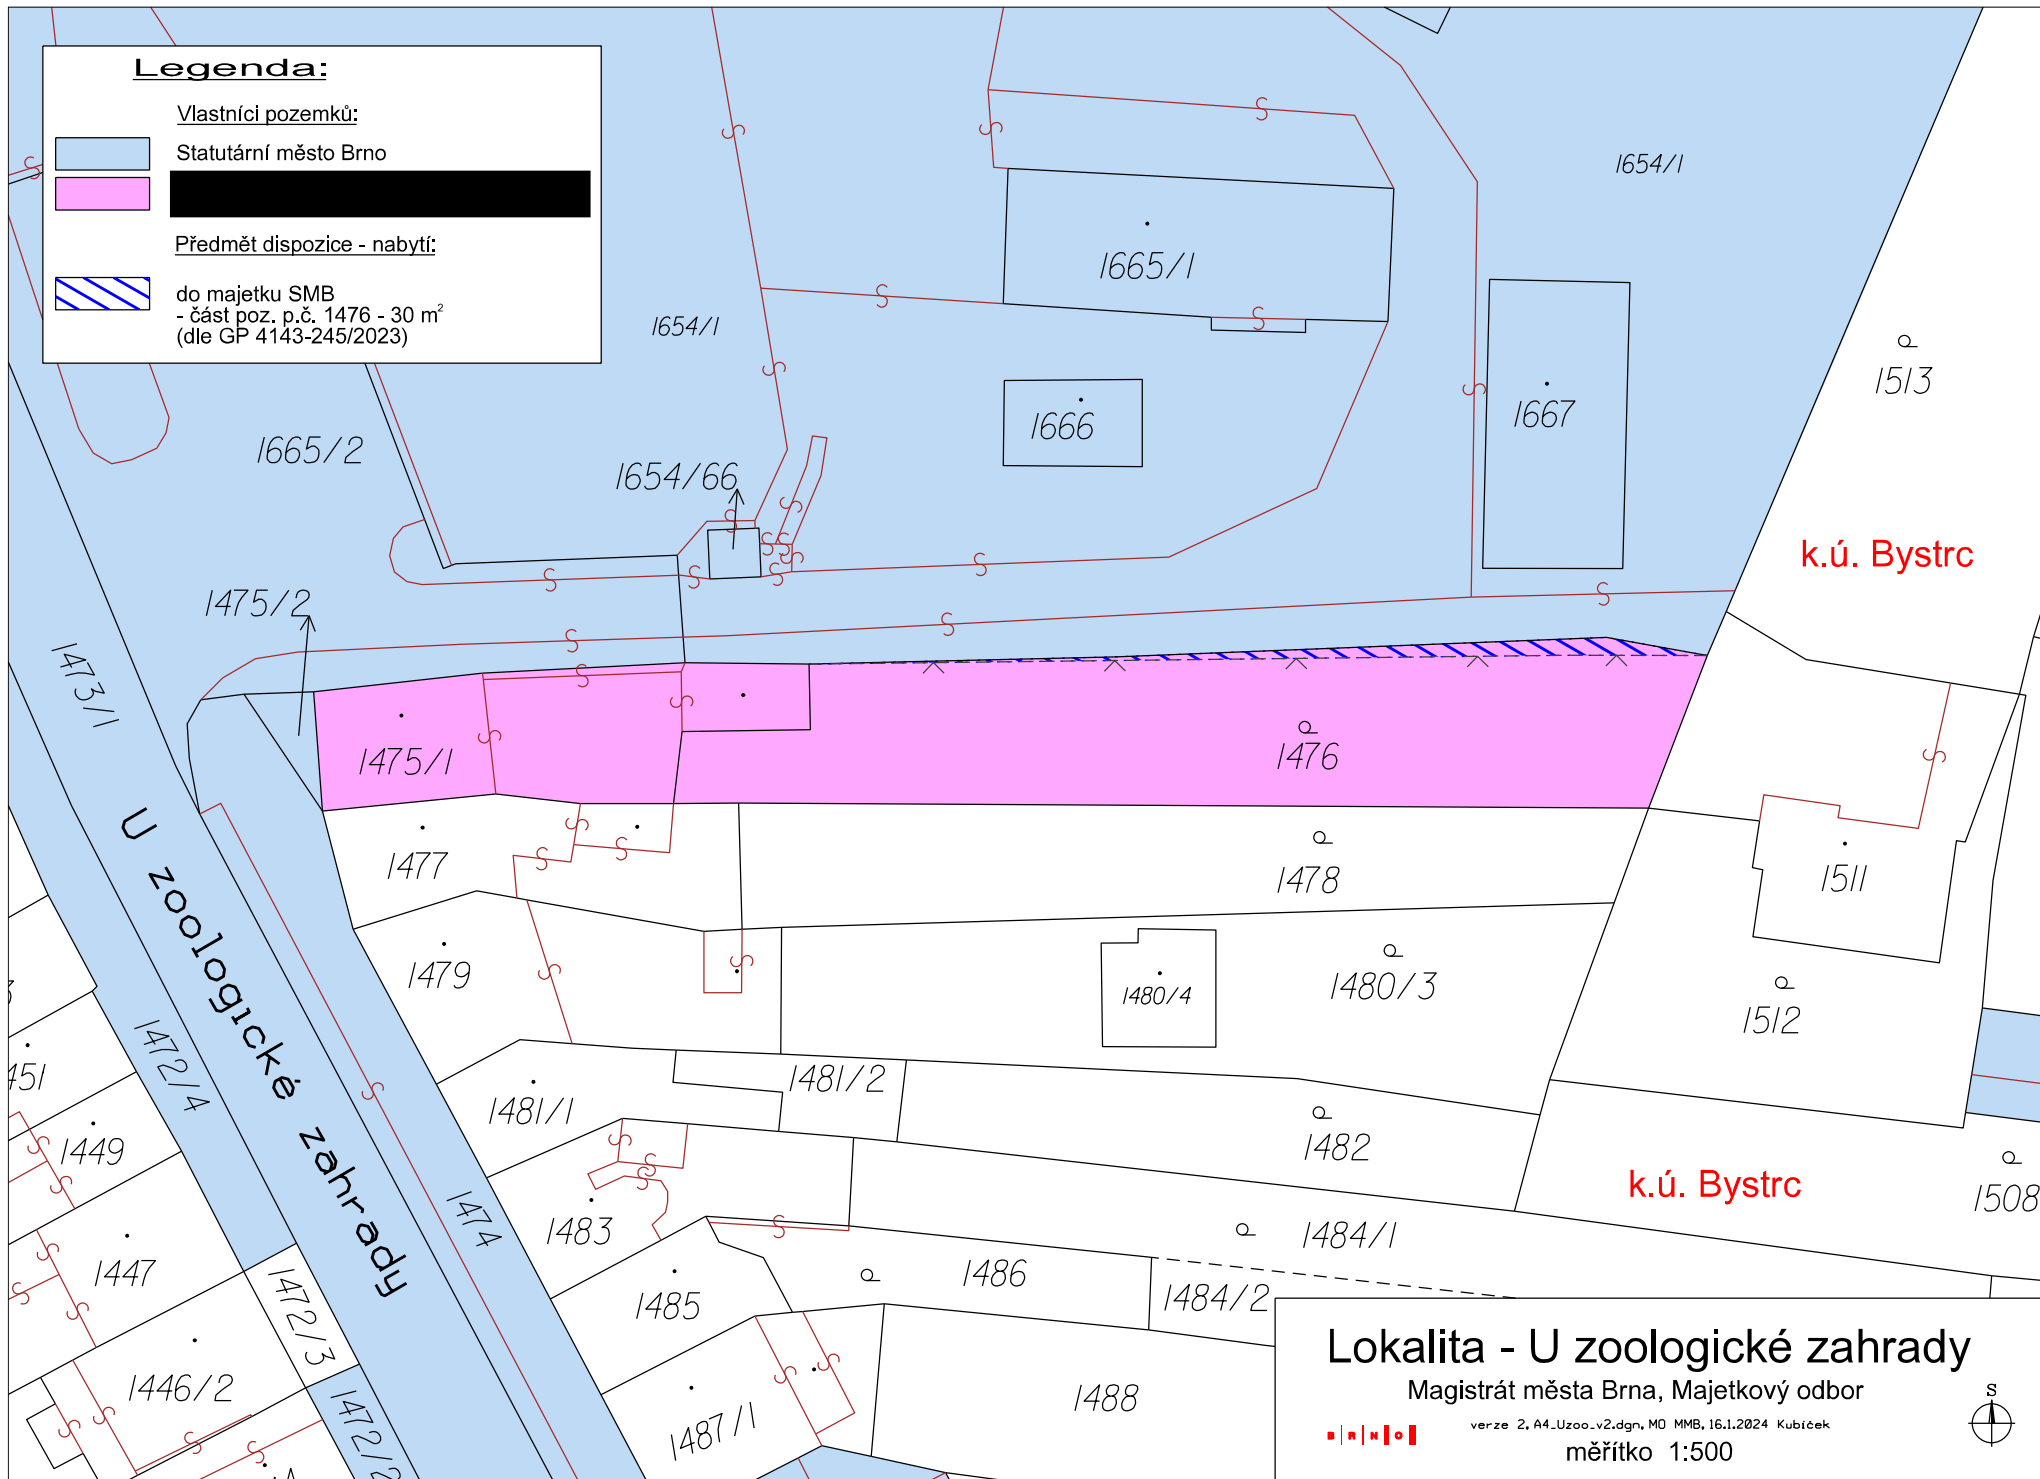 Legenda:
Vlastníci pozemků:
Statutární město Brno
Předmět dispozice - nabytí:
do majetku SMB
- část poz. p.č. 1476 - 30 m²
(dle GP 4143-245/2023)
1654/1
1665/1
1654/1
1513
1666
1667
1665/2
1654/66
k.ú. Bystrc
1475/2
1473/1
1475/1
1476
U zoologické zahrady
1477
1478
1511
1479
1480/4
1480/3
1512
1472/4
451
1481/2
1481/1
1449
1482
k.ú. Bystrc
1508
1474
1483
1484/1
1447
1486
1484/2
1485
1472/3
1446/2
1488
1487/1
1472/2
Lokalita - U zoologické zahrady
Magistrát města Brna, Majetkový odbor
B R N O
verze 2, A4_Uzoo_v2.dgn, MO MMB, 16.1.2024 Kubíček
měřítko 1:500
S